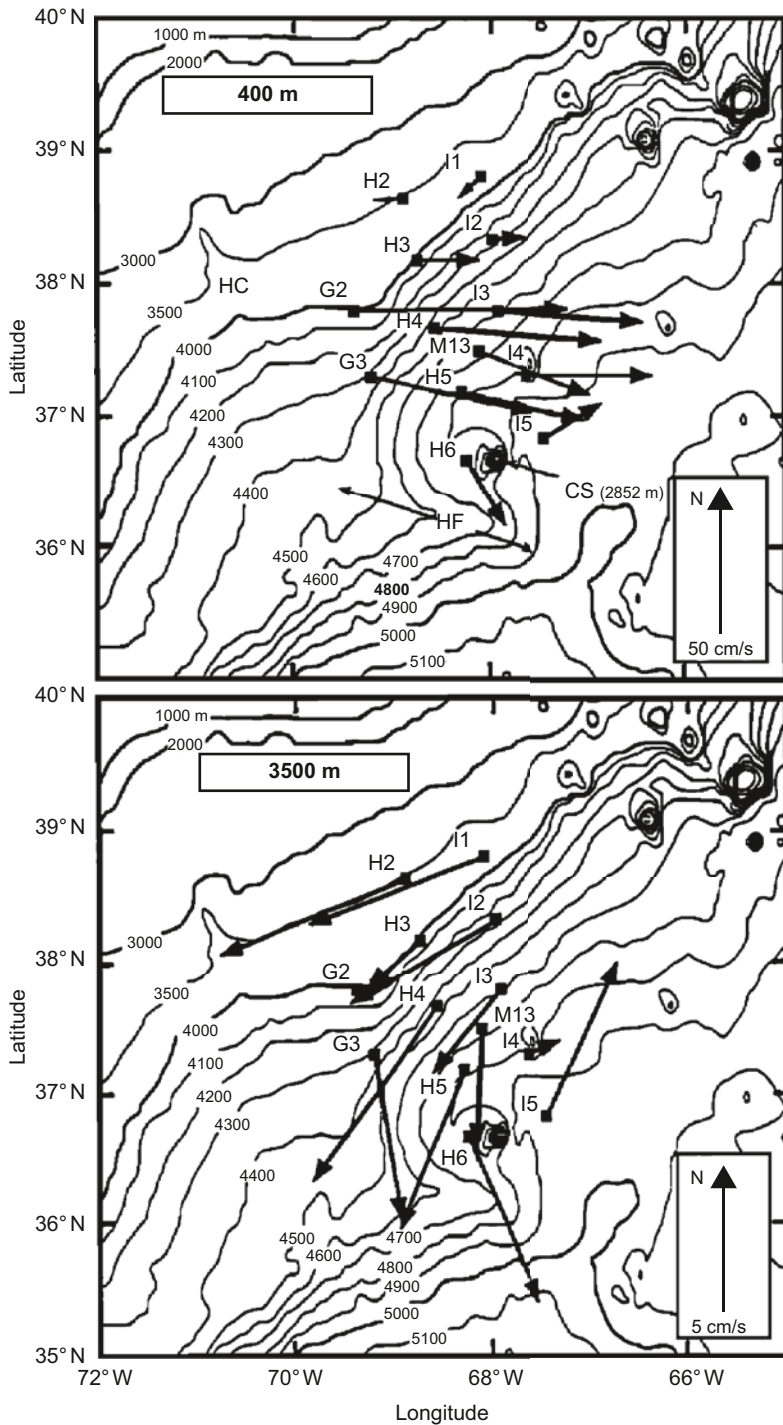 40° N
1000 m
2000
400 m
39° N
I1
H2
I2
H3
38° N
3000
HC
G2
I3
3500
H4
M13
I4
4000
G3
H5
4100
37° N
4200
I5
4300
H6
4400
CS (2852 m)
HF
36° N
4500
4700
4600
4800
4900
5000
5100
N
50 cm/s
Latitude
40° N
1000 m
2000
3500 m
39° N
I1
H2
I2
H3
38° N
3000
G2
I3
3500
H4
M13
G3
I4
4000
37° N
4100
H5
4200
I5
4300
H6
4400
36° N
4500
4700
4600
4800
4900
5000
5100
N
5 cm/s
35° N
Latitude
72° W
70° W
68° W
66° W
Longitude